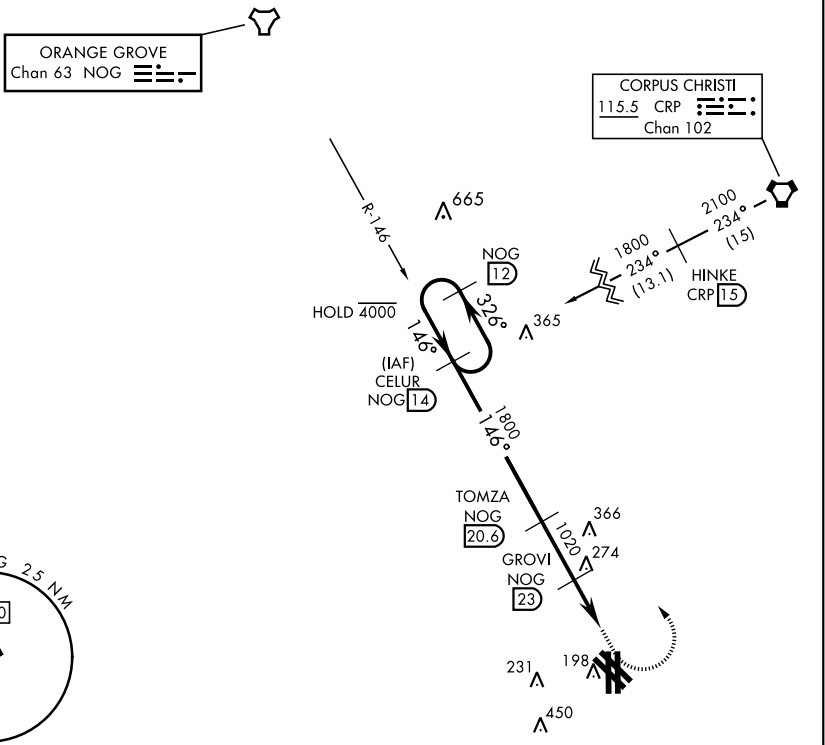 ORANGE GROVE
Chan 63 NOG
CORPUS CHRISTI
115.5 CRP
Chan 102
2100
234°
(15)
1800
234°
(13.1)
HINKE
CRP 15
R-146
665
NOG
12
HOLD 4000
326°
146°
365
(IAF)
CELUR
NOG 14
1800
146°
TOMZA
NOG
20.6
366
1020
274
GROVI
NOG
23
25 NM
231
198
450